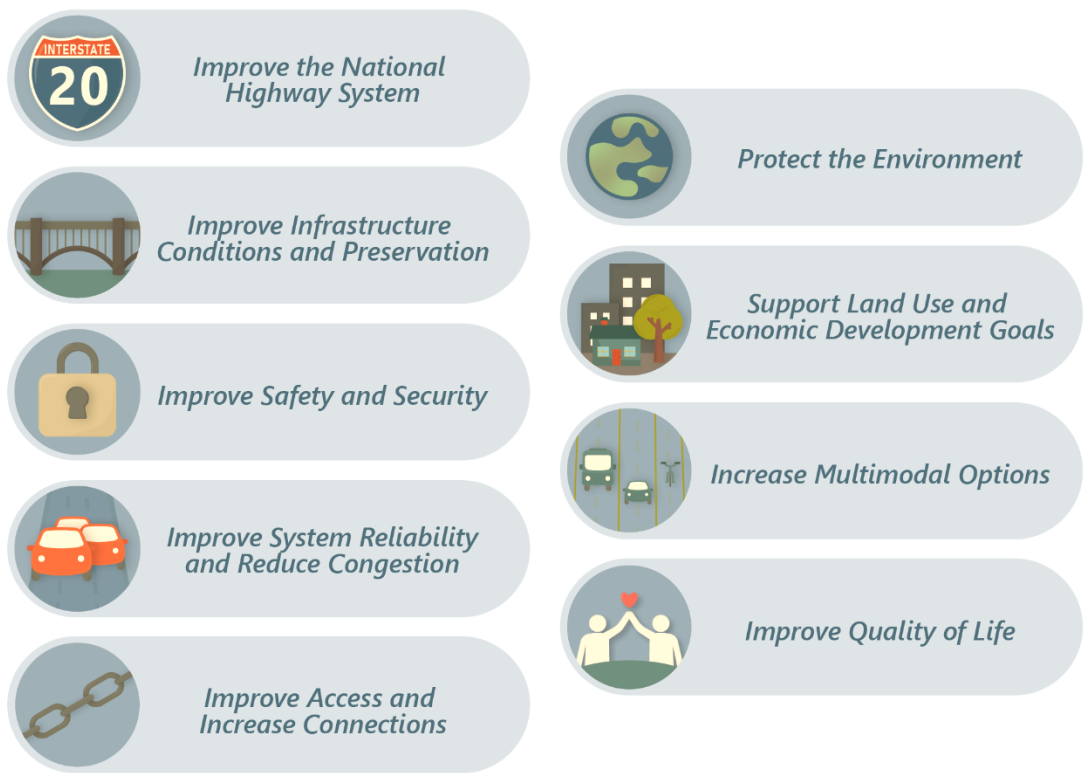 INTERSTATE
20
Improve the National
Highway System
Improve Infrastructure
Conditions and Preservation
Improve Safety and Security
Improve System Reliability
and Reduce Congestion
Improve Access and
Increase Connections
Protect the Environment
Support Land Use and
Economic Development Goals
Increase Multimodal Options
Improve Quality of Life